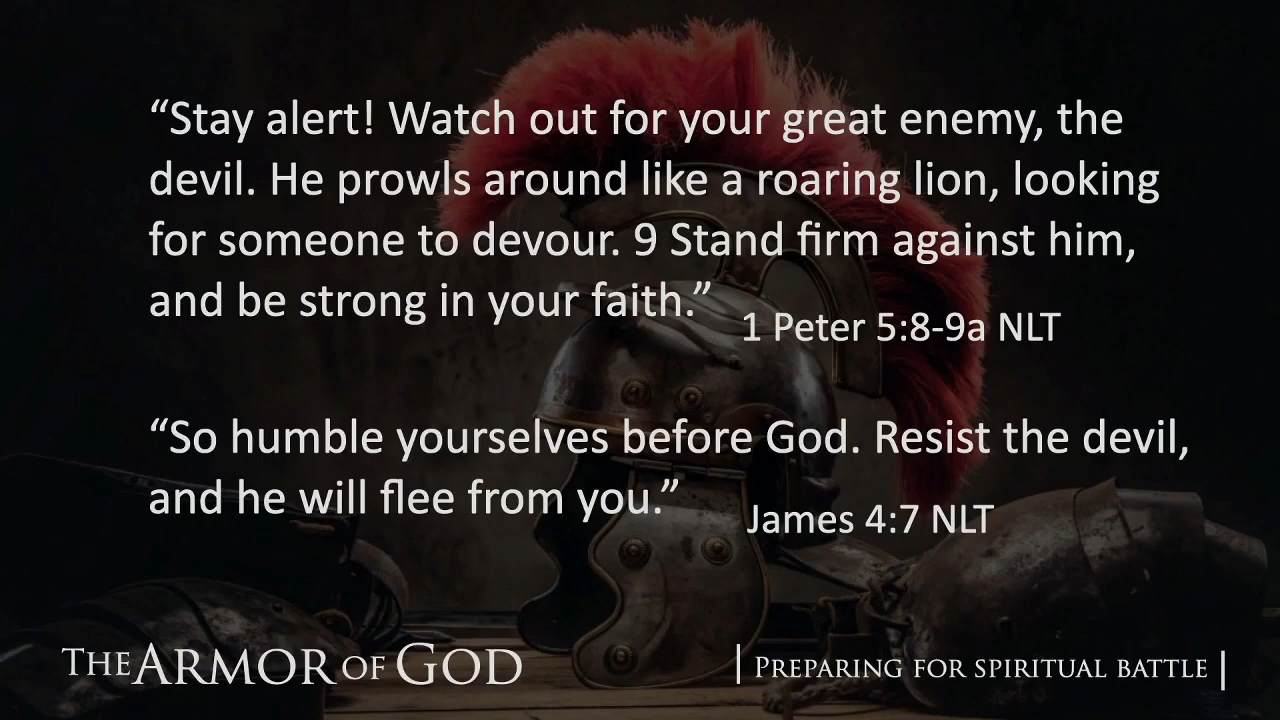 “Stay alert! Watch out for your great enemy, the
devil. He prowls around like a roaring lion, looking
for someone to devour. 9 Stand firm against him,
and be strong in your faith.”
1 Peter 5:8-9a NLT
“So humble yourselves before God. Resist the devil,
and he will flee from you.”
James 4:7 NLT
THE ARMOR OF GOD
| PREPARING FOR SPIRITUAL BATTLE |